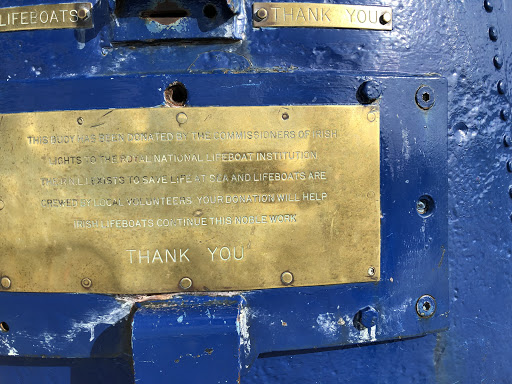 LIFEBOATS THANK YOU
THIS BUOY HAS BEEN DONATED BY THE COMMISSIONERS OF IRISH
LIGHTS TO THE ROYAL NATIONAL LIFEBOAT INSTITUTION
THE RNLI EXISTS TO SAVE LIFE AT SEA AND LIFEBOATS ARE
CREWED BY LOCAL VOLUNTEERS. YOUR DONATION WILL HELP
IRISH LIFEBOATS CONTINUE THIS NOBLE WORK
THANK YOU